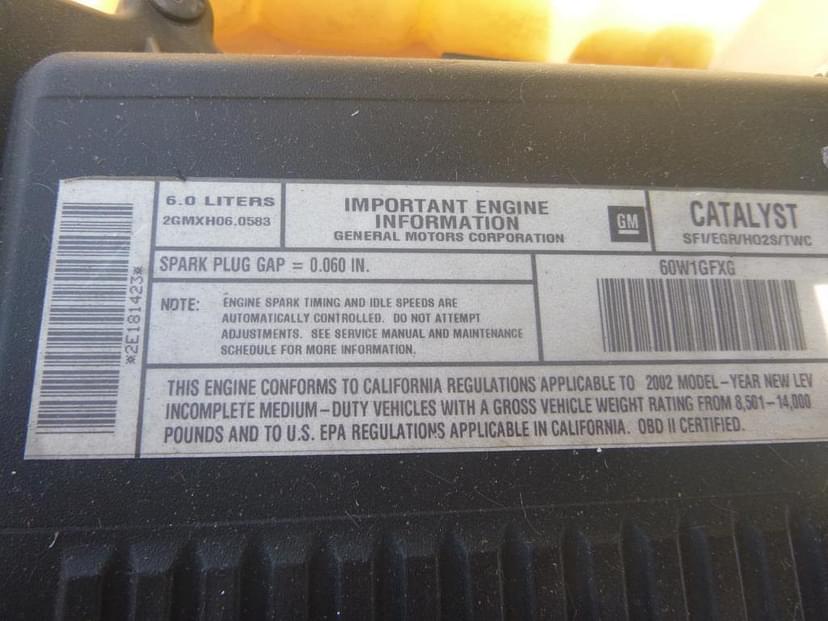 *2E181423*
6.0 LITERS
2GMXH06.0583
IMPORTANT ENGINE
INFORMATION
GENERAL MOTORS CORPORATION
GM
CATALYST
SFI/EGR/HO2S/TWC
SPARK PLUG GAP = 0.060 IN.
60W1GFXG
NOTE: ENGINE SPARK TIMING AND IDLE SPEEDS ARE
AUTOMATICALLY CONTROLLED. DO NOT ATTEMPT
ADJUSTMENTS. SEE SERVICE MANUAL AND MAINTENANCE
SCHEDULE FOR MORE INFORMATION.
THIS ENGINE CONFORMS TO CALIFORNIA REGULATIONS APPLICABLE TO 2002 MODEL-YEAR NEW LEV
INCOMPLETE MEDIUM-DUTY VEHICLES WITH A GROSS VEHICLE WEIGHT RATING FROM 8,501-14,000
POUNDS AND TO U.S. EPA REGULATIONS APPLICABLE IN CALIFORNIA. OBD II CERTIFIED.